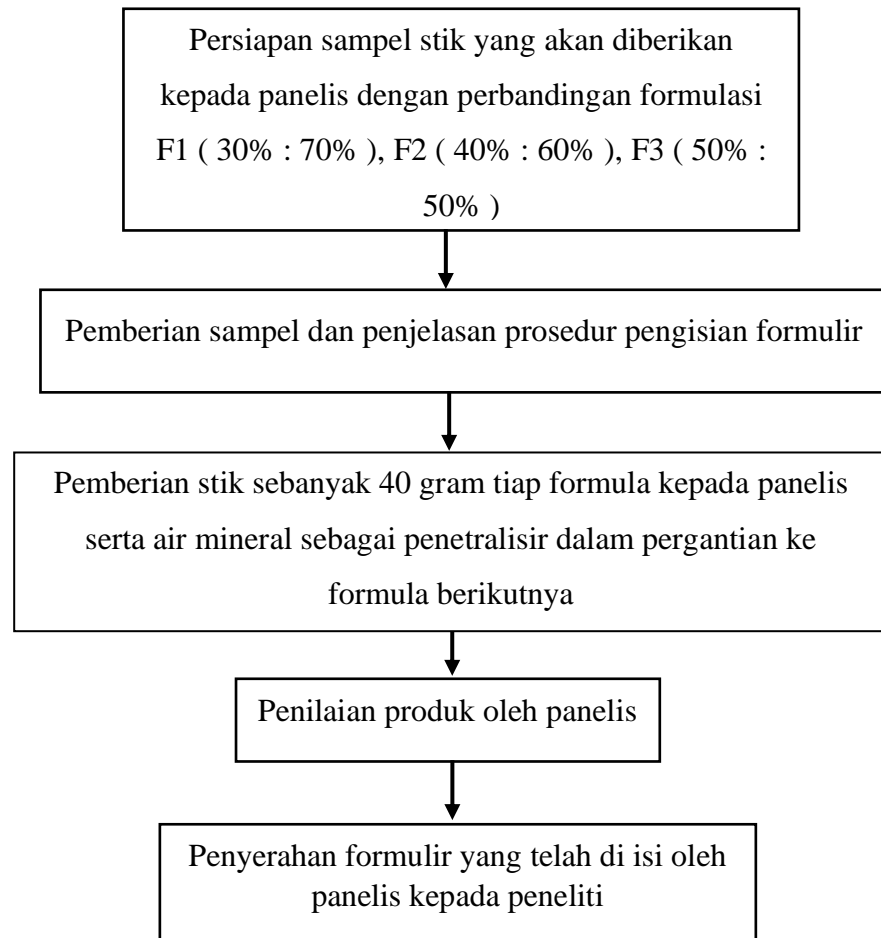 Persiapan sampel stik yang akan diberikan
kepada panelis dengan perbandingan formulasi
F1 ( 30% : 70% ), F2 ( 40% : 60% ), F3 ( 50% :
50% )
Pemberian sampel dan penjelasan prosedur pengisian formulir
Pemberian stik sebanyak 40 gram tiap formula kepada panelis
serta air mineral sebagai penetralisir dalam pergantian ke
formula berikutnya
Penilaian produk oleh panelis
Penyerahan formulir yang telah di isi oleh
panelis kepada peneliti